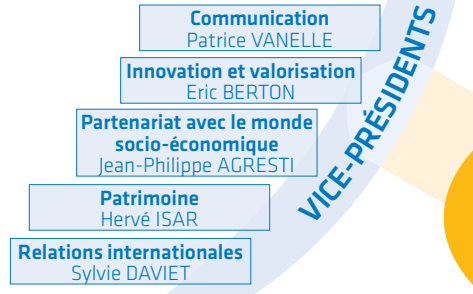 Communication
Patrice VANELLE
Innovation et valorisation
Eric BERTON
Partenariat avec le monde
socio-économique
Jean-Philippe AGRESTI
Patrimoine
Hervé ISAR
Relations internationales
Sylvie DAVIET
VICE-PRÉSIDENTS